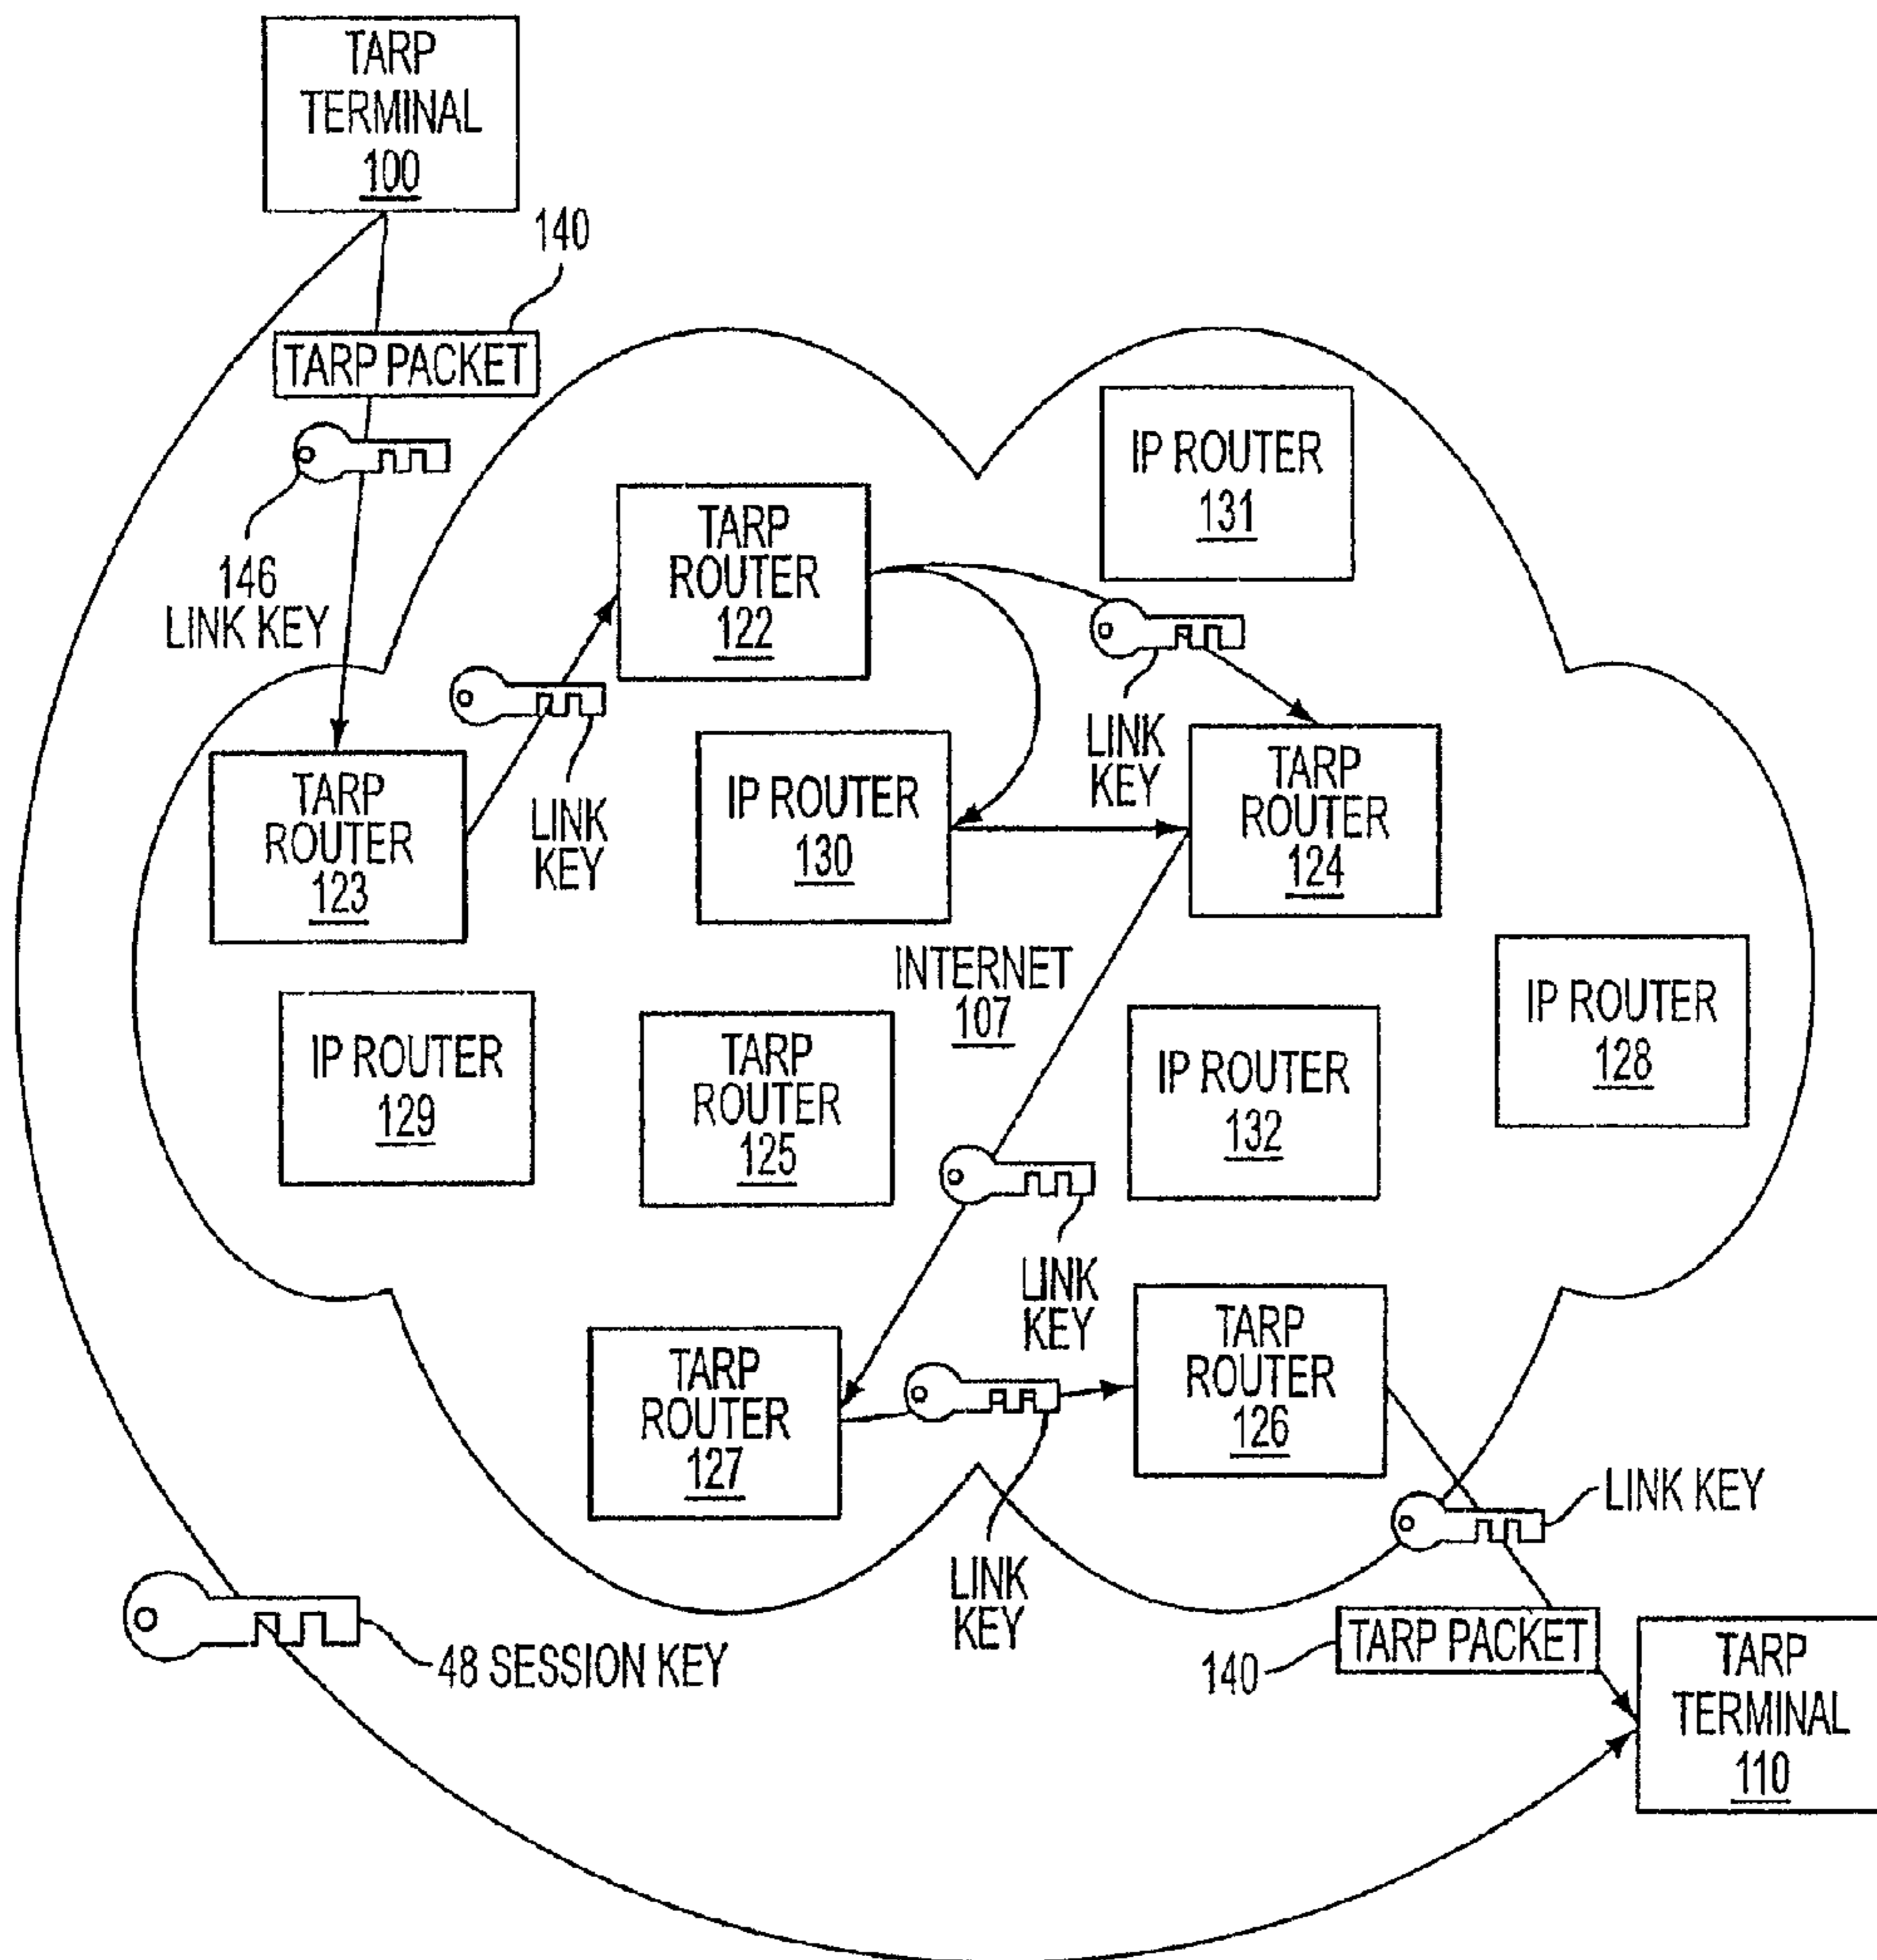 TARP
TERMINAL
100
140
TARP PACKET
146
LINK KEY
IP ROUTER
131
TARP
ROUTER
122
LINK
KEY
LINK
KEY
TARP
ROUTER
123
IP ROUTER
130
TARP
ROUTER
124
INTERNET
107
IP ROUTER
128
IP ROUTER
129
TARP
ROUTER
125
IP ROUTER
132
LINK
KEY
TARP
ROUTER
127
TARP
ROUTER
126
LINK KEY
LINK
KEY
48 SESSION KEY
140
TARP PACKET
TARP
TERMINAL
110